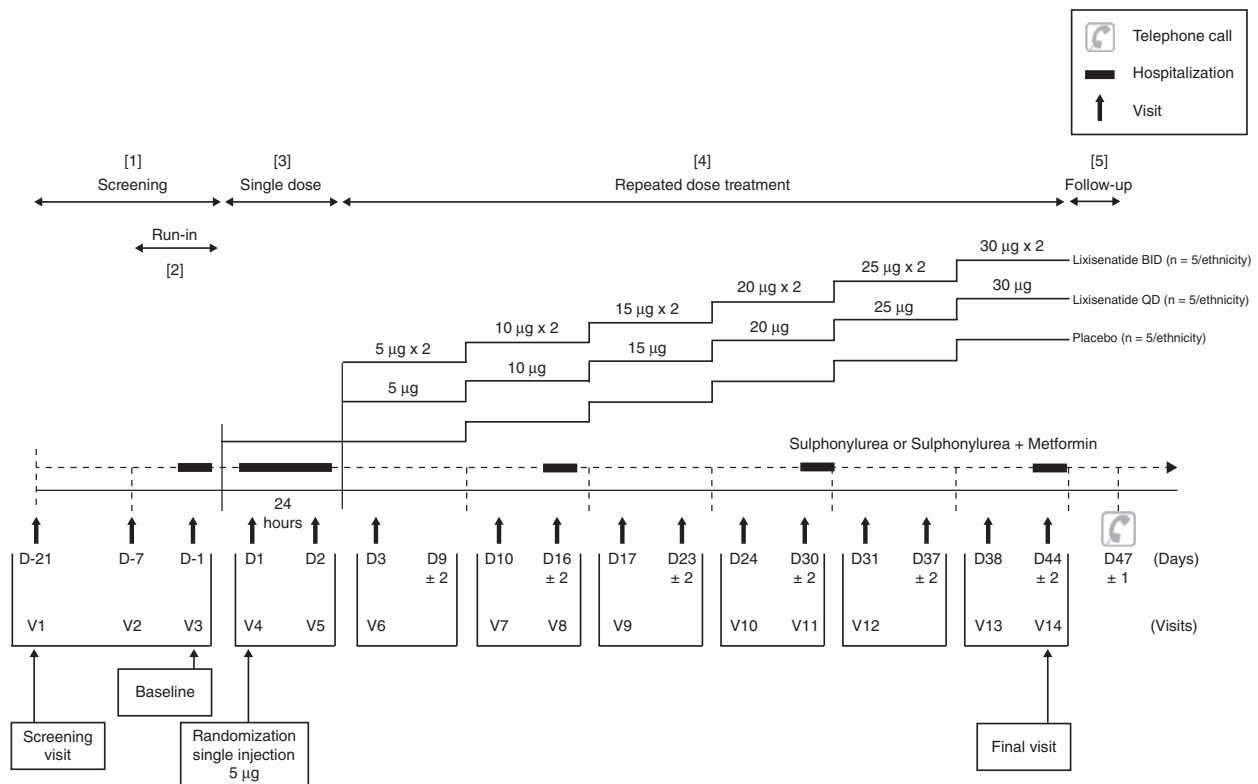 Telephone call
Hospitalization
Visit
[1]
Screening
[3]
Single dose
[4]
Repeated dose treatment
[5]
Follow-up
Run-in
[2]
30 μg x 2
Lixisenatide BID (n = 5/ethnicity)
25 μg x 2
20 μg x 2
15 μg x 2
10 μg x 2
5 μg x 2
30 μg
Lixisenatide QD (n = 5/ethnicity)
25 μg
20 μg
15 μg
10 μg
5 μg
Placebo (n = 5/ethnicity)
Sulphonylurea or Sulphonylurea + Metformin
24
hours
D-21 D-7 D-1 D1 D2 D3 D9 D10 D16 D17 D23 D24 D30 D31 D37 D38 D44 D47 (Days)
± 2 ± 2 ± 2 ± 2 ± 2 ± 2 ± 1
V1 V2 V3 V4 V5 V6 V7 V8 V9 V10 V11 V12 V13 V14 (Visits)
Baseline
Screening
visit
Randomization
single injection
5 μg
Final visit